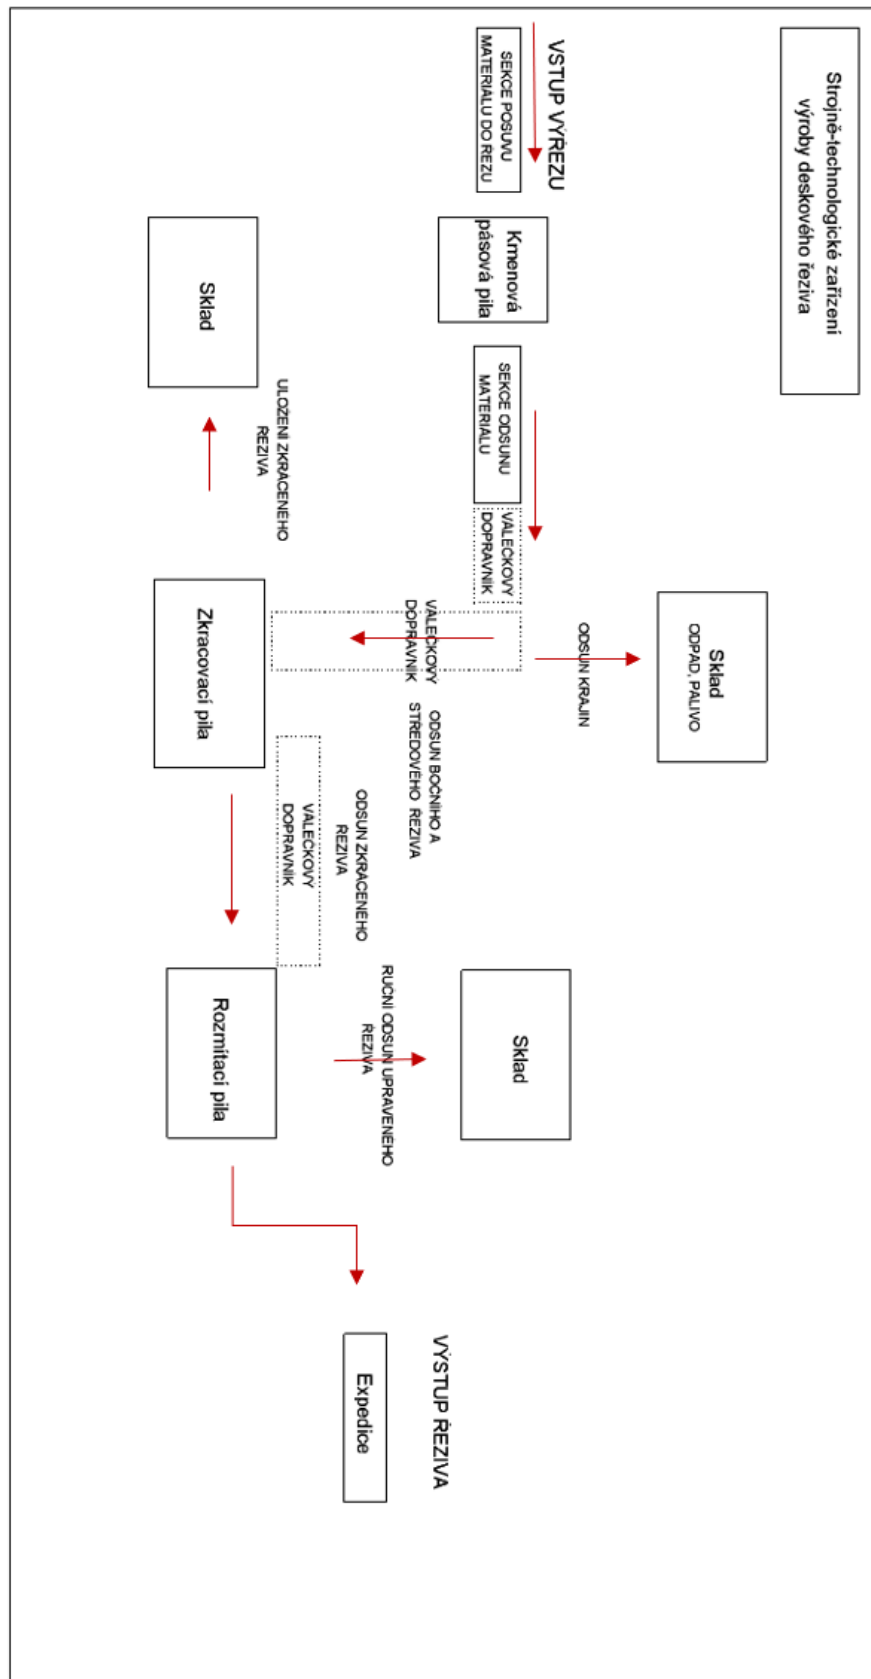 Strojně-technologické zařízení
výroby deskového řeziva
VSTUP VÝŘEZU
SEKCE POSUVU
MATERIÁLU DO ŘEZU
Kmenová
pásová pila
SEKCE ODSUNU
MATERIÁLU
VÁLEČKOVÝ
DOPRAVNÍK
Sklad
ODPAD, PALIVO
ODSUN KRAJIN
VÁLEČKOVÝ
DOPRAVNÍK
ODSUN BOČNÍHO A
STŘEDOVÉHO ŘEZIVA
Sklad
ULOŽENÍ ZKRÁCENÉHO
ŘEZIVA
Zkracovací pila
ODSUN ZKRÁCENÉHO
ŘEZIVA
VÁLEČKOVÝ
DOPRAVNÍK
Rozmítací pila
RUČNÍ ODSUN UPRAVENÉHO
ŘEZIVA
Sklad
VÝSTUP ŘEZIVA
Expedice